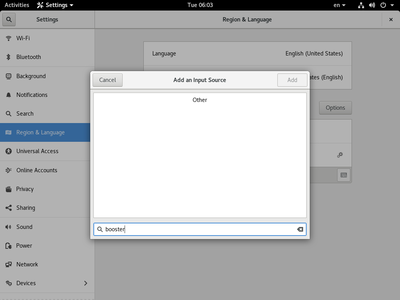 Activities
Settings
Tue 06:03
en
Settings
Region & Language
Wi-Fi
Bluetooth
Background
Notifications
Search
Region & Language
Universal Access
Online Accounts
Privacy
Sharing
Sound
Power
Network
Devices
Language
English (United States)
tes (English)
Options
Cancel
Add an Input Source
Add
Other
booster